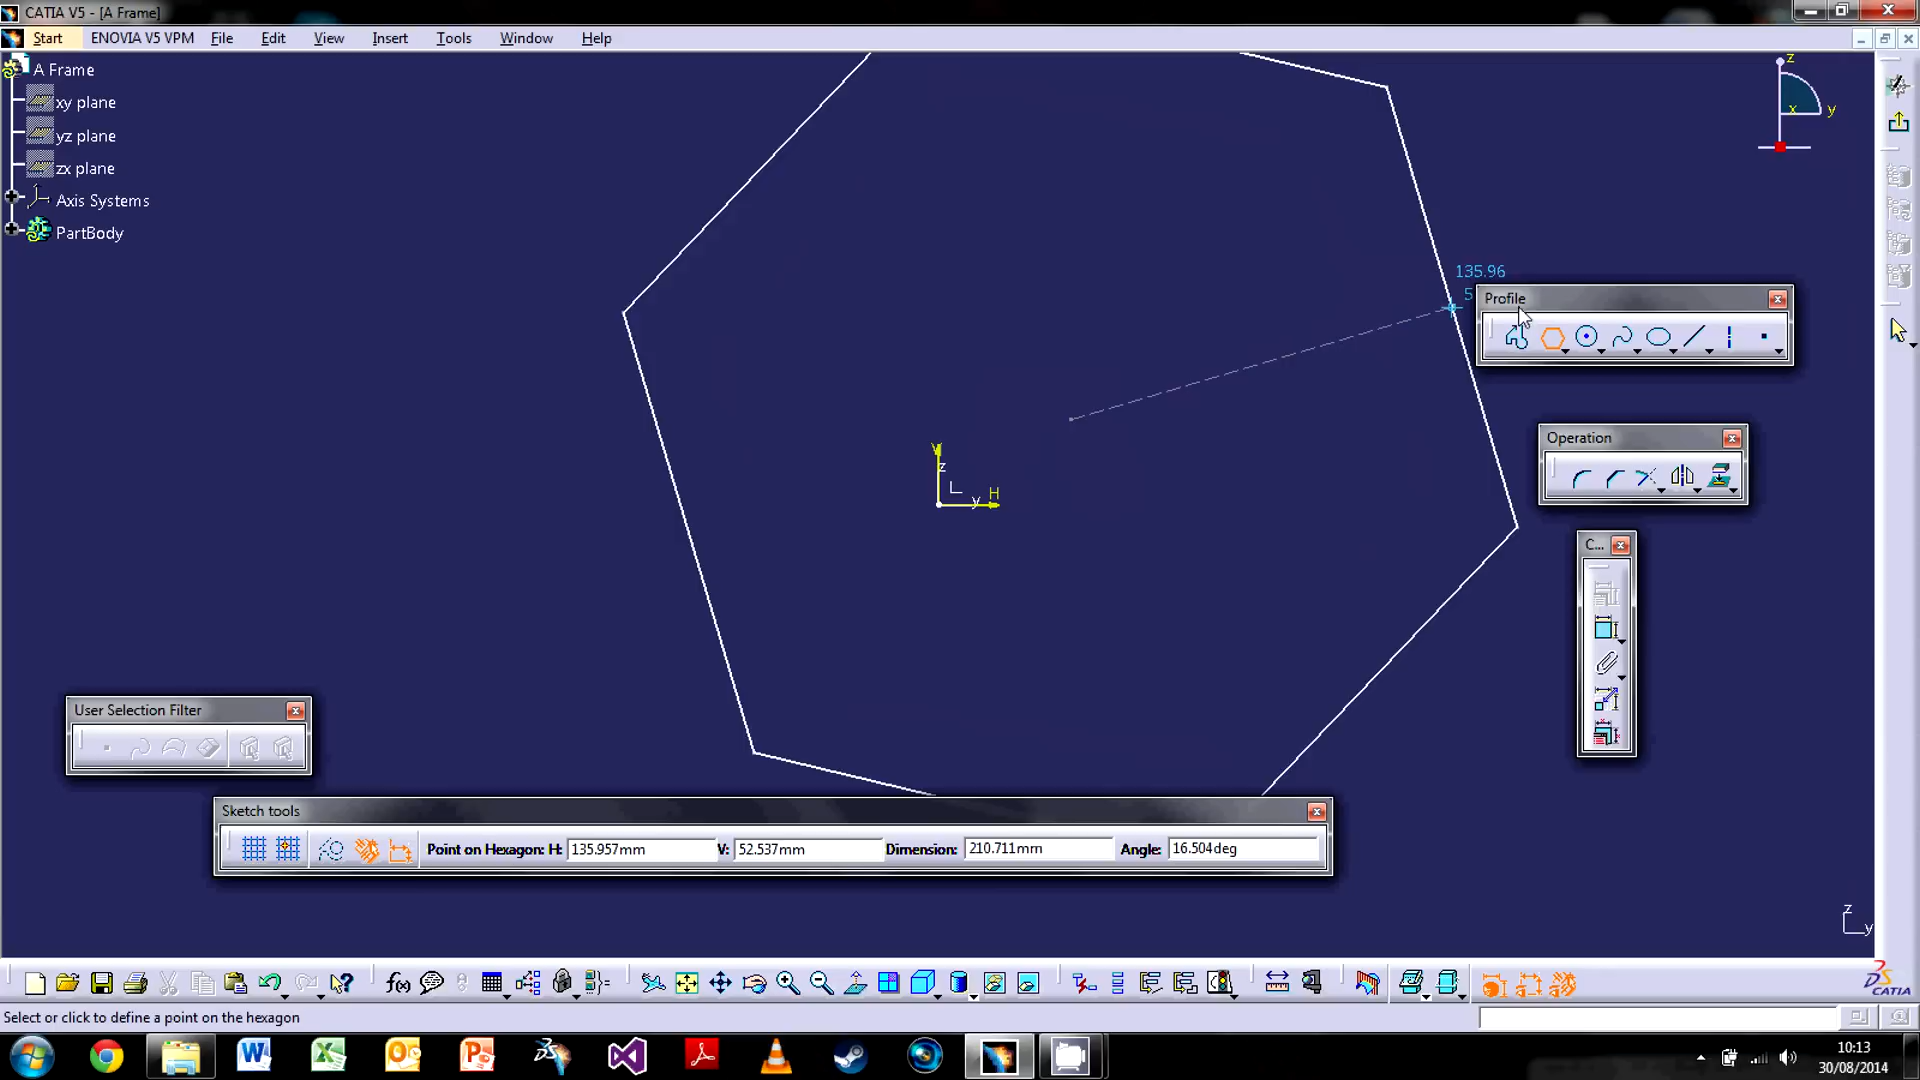 CATIA V5 - [A Frame]
Start ENOVIA V5 VPM File Edit View Insert Tools Window Help
A Frame
xy plane
yz plane
zx plane
Axis Systems
PartBody
z
x
y
135.96
5
Profile
V
z
H
y
Operation
C...
User Selection Filter
Sketch tools
Point on Hexagon: H: 135.957mm V: 52.537mm Dimension: 210.711mm Angle: 16.504deg
z
y
f(x)
CATIA
Select or click to define a point on the hexagon
10:13
30/08/2014